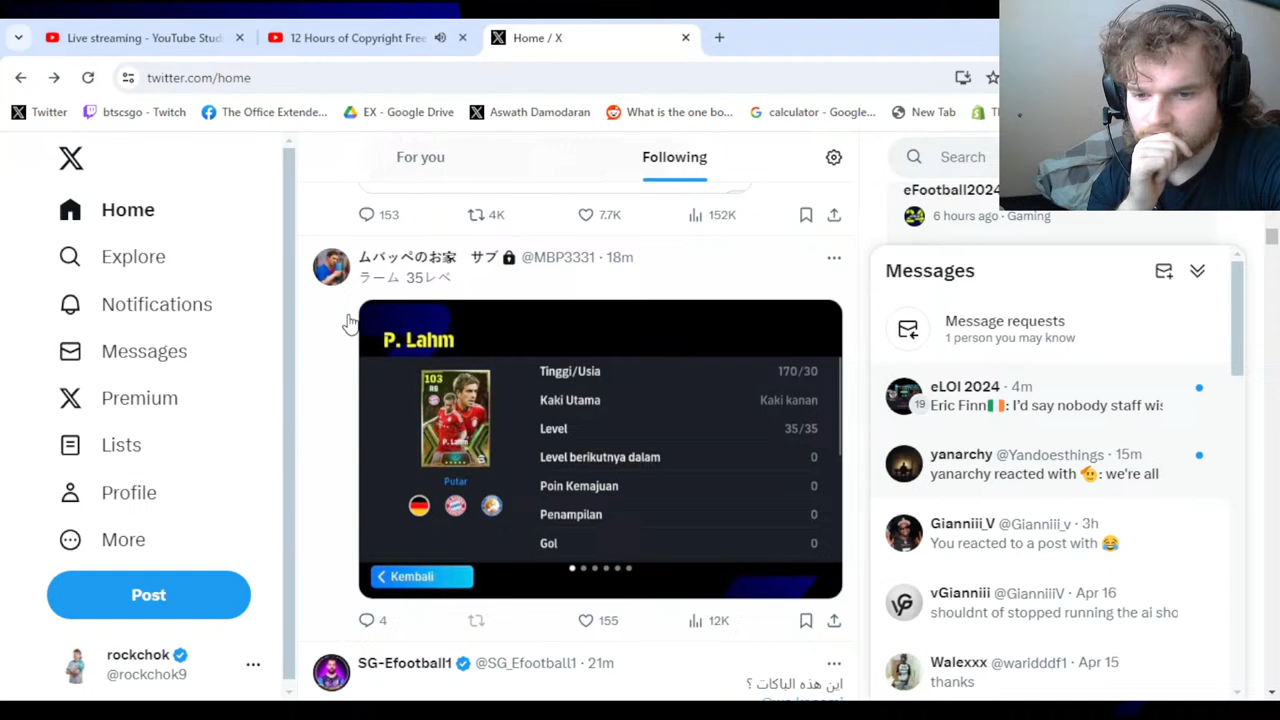 Live streaming - YouTube Stud
12 Hours of Copyright Free
Home / X
twitter.com/home
Twitter
btscsgo - Twitch
The Office Extende...
EX - Google Drive
Aswath Damodaran
What is the one bo...
calculator - Google...
New Tab
Home
Explore
Notifications
Messages
Premium
Lists
Profile
More
Post
rockchok
@rockchok9
For you
Following
153
4K
7.7K
152K
ムバッペのお家 サブ @MBP3331 · 18m
ラーム 35レベ
P. Lahm
103
RB
P. Lahm
Putar
Tinggi/Usia 170/30
Kaki Utama Kaki kanan
Level 35/35
Level berikutnya dalam 0
Poin Kemajuan 0
Penampilan 0
Gol 0
Kembali
4
155
12K
SG-Efootball1 @SG_Efootball1 · 21m
اين هذه الباكات ؟
Search
eFootball2024
6 hours ago · Gaming
Messages
Message requests
1 person you may know
eLOI 2024 · 4m
19
Eric Finn🇮🇪: I'd say nobody staff wis
yanarchy @Yandoesthings · 15m
yanarchy reacted with 🫡: we're all
Gianniii_V @Gianniii_v · 3h
You reacted to a post with 😂
vGianniii @GianniiiV · Apr 16
shouldnt of stopped running the ai sho
Walexxx @waridddf1 · Apr 15
thanks